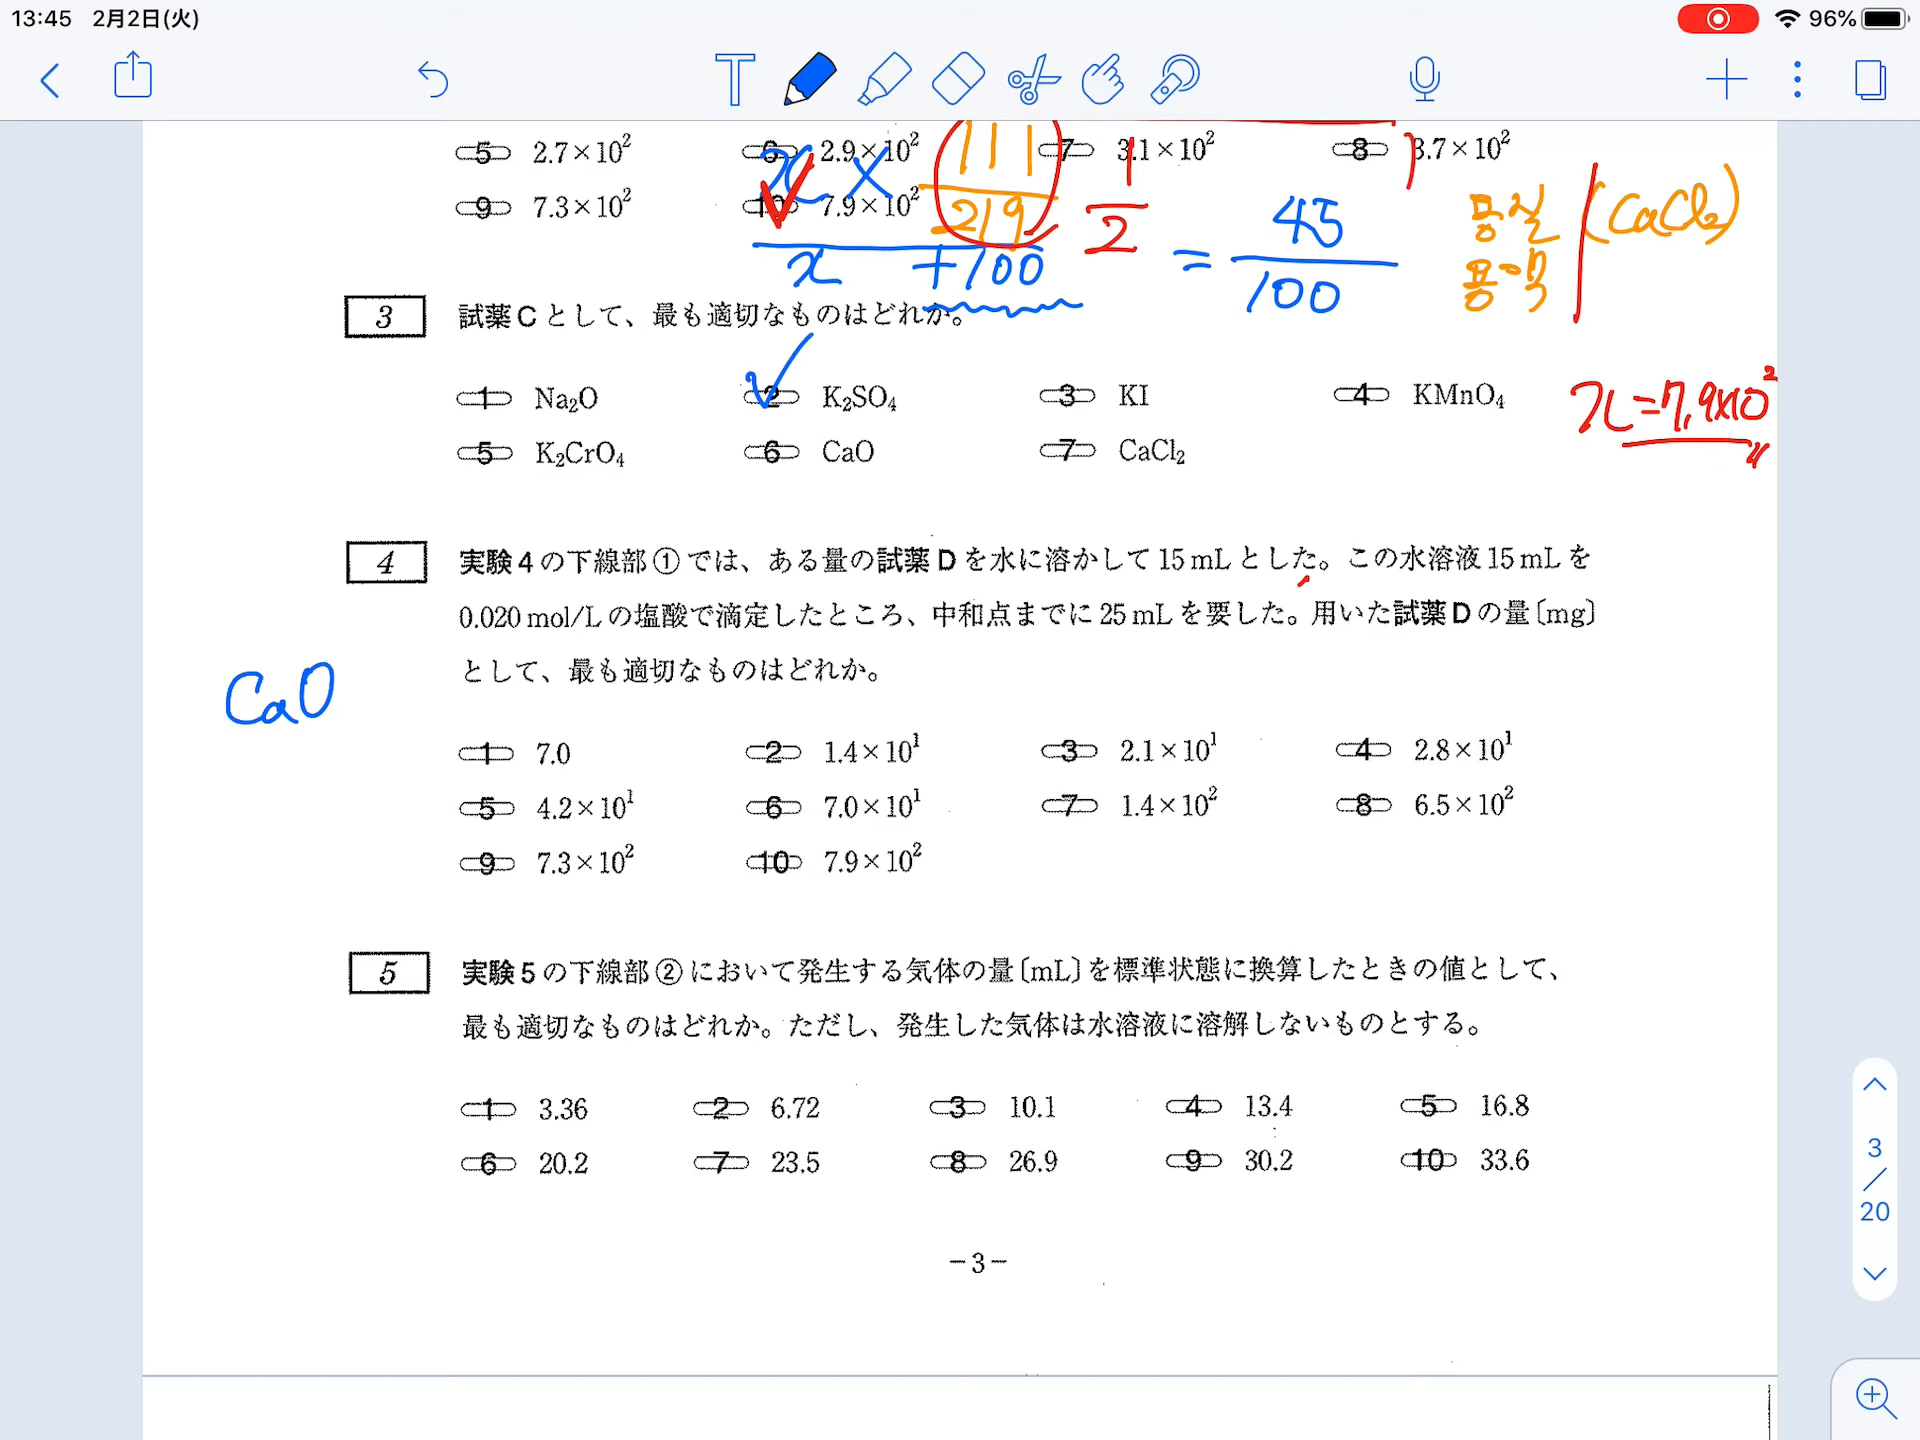 13:45 2月2日(火) 96%
5 2.7×10² 6 2.9×10² 7 3.1×10² 8 3.7×10²
9 7.3×10² 10 7.9×10²
x × 111/219 1/2
x +100
= 45/100
용질 (CaCl₂)
용액
3 試薬Cとして、最も適切なものはどれか。
1 Na₂O 2 K₂SO₄ 3 KI 4 KMnO₄
5 K₂CrO₄ 6 CaO 7 CaCl₂
x=7.9×10²
4 実験4の下線部①では、ある量の試薬Dを水に溶かして15mLとした。この水溶液15mLを
0.020mol/Lの塩酸で滴定したところ、中和点までに25mLを要した。用いた試薬Dの量〔mg〕
として、最も適切なものはどれか。
CaO
1 7.0 2 1.4×10¹ 3 2.1×10¹ 4 2.8×10¹
5 4.2×10¹ 6 7.0×10¹ 7 1.4×10² 8 6.5×10²
9 7.3×10² 10 7.9×10²
5 実験5の下線部②において発生する気体の量〔mL〕を標準状態に換算したときの値として、
最も適切なものはどれか。ただし、発生した気体は水溶液に溶解しないものとする。
1 3.36 2 6.72 3 10.1 4 13.4 5 16.8
6 20.2 7 23.5 8 26.9 9 30.2 10 33.6
−3−
3
/
20